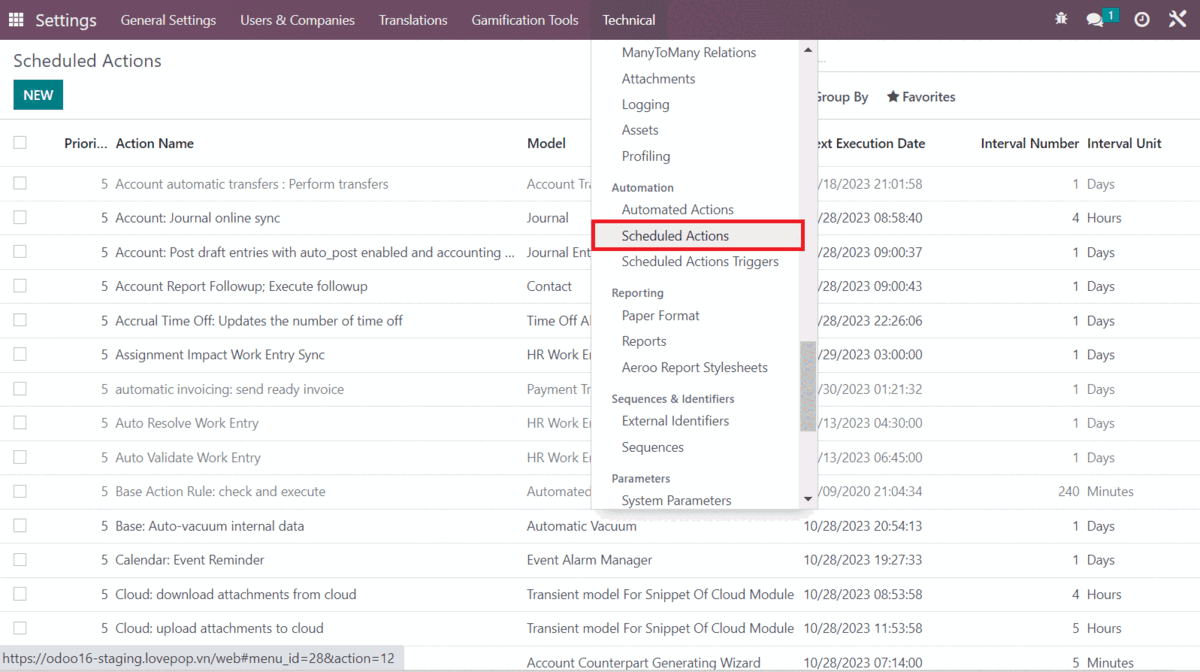 Settings General Settings Users & Companies Translations Gamification Tools Technical 1
Scheduled Actions
NEW
Group By Favorites
ManyToMany Relations
Attachments
Logging
Assets
Profiling
Automation
Automated Actions
Scheduled Actions
Scheduled Actions Triggers
Reporting
Paper Format
Reports
Aeroo Report Stylesheets
Sequences & Identifiers
External Identifiers
Sequences
Parameters
System Parameters
Priori... Action Name Model Execution Date Interval Number Interval Unit
5 Account automatic transfers : Perform transfers Account /18/2023 21:01:58 1 Days
5 Account: Journal online sync Journal /28/2023 08:58:40 4 Hours
5 Account: Post draft entries with auto_post enabled and accounting ... Journal /28/2023 09:00:37 1 Days
5 Account Report Followup; Execute followup Contact /28/2023 09:00:43 1 Days
5 Accrual Time Off: Updates the number of time off Time Off /28/2023 22:26:06 1 Days
5 Assignment Impact Work Entry Sync HR Work /29/2023 03:00:00 1 Days
5 automatic invoicing: send ready invoice Payment /30/2023 01:21:32 1 Days
5 Auto Resolve Work Entry HR Work /13/2023 04:30:00 1 Days
5 Auto Validate Work Entry HR Work /13/2023 06:45:00 1 Days
5 Base Action Rule: check and execute Automated /09/2020 21:04:34 240 Minutes
5 Base: Auto-vacuum internal data Automatic Vacuum 10/28/2023 20:54:13 1 Days
5 Calendar: Event Reminder Event Alarm Manager 10/28/2023 19:27:33 1 Days
5 Cloud: download attachments from cloud Transient model For Snippet Of Cloud Module 10/28/2023 08:53:58 4 Hours
5 Cloud: upload attachments to cloud Transient model For Snippet Of Cloud Module 10/28/2023 11:53:58 5 Hours
Account Counterpart Generating Wizard 10/28/2023 07:14:00 5 Minutes
https://odoo16-staging.lovepop.vn/web#menu_id=28&action=12